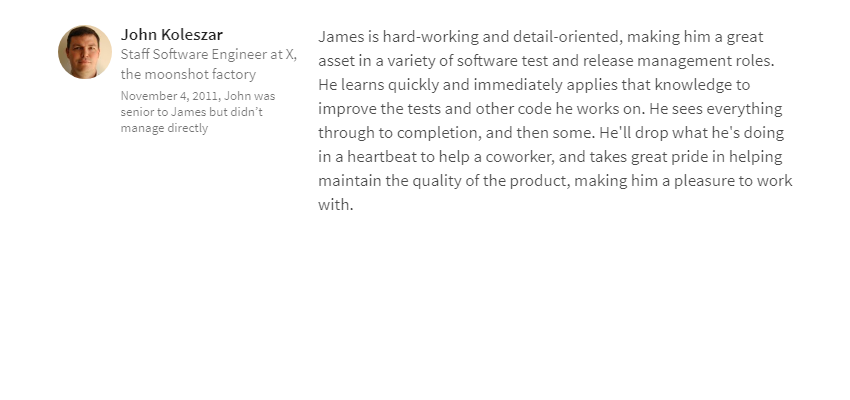 John Koleszar
Staff Software Engineer at X,
the moonshot factory
November 4, 2011, John was
senior to James but didn't
manage directly
James is hard-working and detail-oriented, making him a great
asset in a variety of software test and release management roles.
He learns quickly and immediately applies that knowledge to
improve the tests and other code he works on. He sees everything
through to completion, and then some. He'll drop what he's doing
in a heartbeat to help a coworker, and takes great pride in helping
maintain the quality of the product, making him a pleasure to work
with.